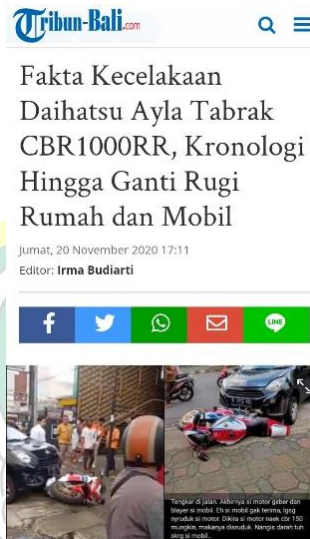 Tribun-Bali.com
Fakta Kecelakaan
Daihatsu Ayla Tabrak
CBR1000RR, Kronologi
Hingga Ganti Rugi
Rumah dan Mobil
Jumat, 20 November 2020 17:11
Editor: Irma Budiarti
f
LINE
Tengkar di jalan. Akhirnya si motor geber dan
blayer si mobil. Eh si mobil gak terima, lgsg
nyruduk si motor. Dikira si motor naek cbr 150
mungkin, makanya disruduk. Nangis darah tuh
skrg si mobil..